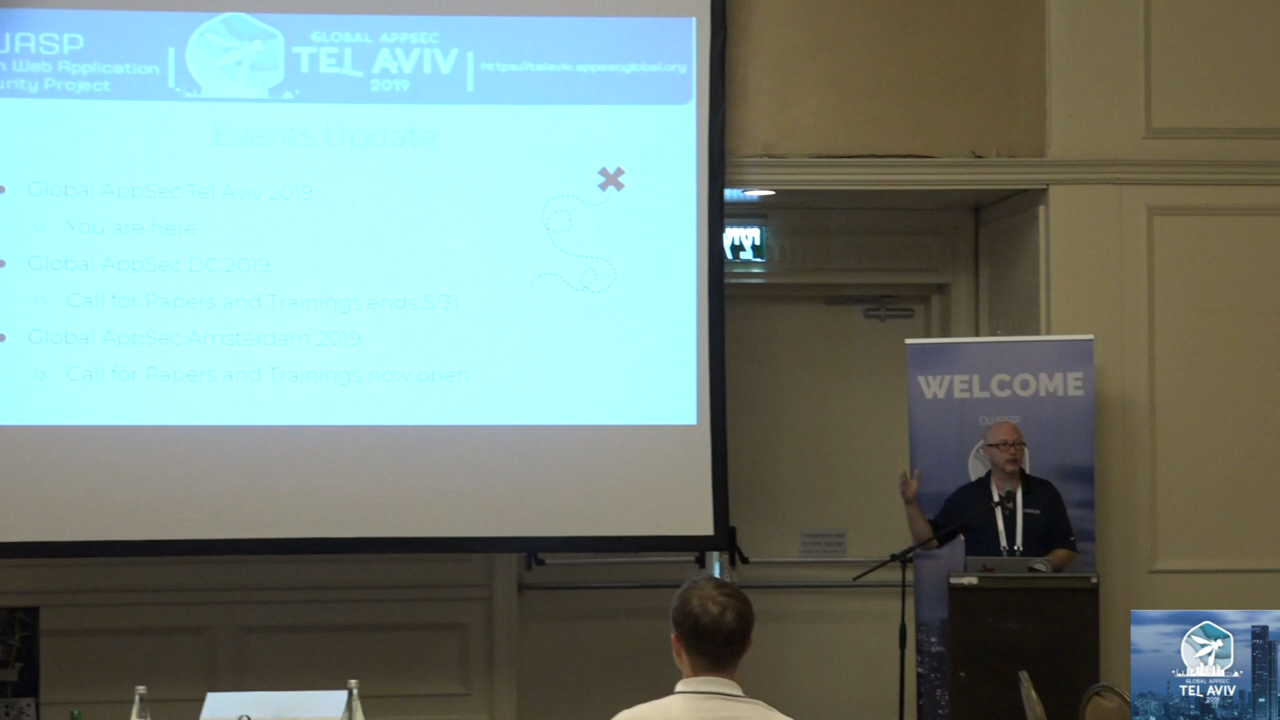 OWASP
Web Application
Project
GLOBAL APPSEC
TEL AVIV
2019
https://telaviv.appsecglobal.org
Events Update
Global AppSec Tel Aviv 2019
You are here
Global AppSec DC 2019
Call for Papers and Trainings ends 5/31
Global AppSec Amsterdam 2019
Call for Papers and Trainings now open
WELCOME
OWASP
GLOBAL APPSEC
TEL AVIV
2019